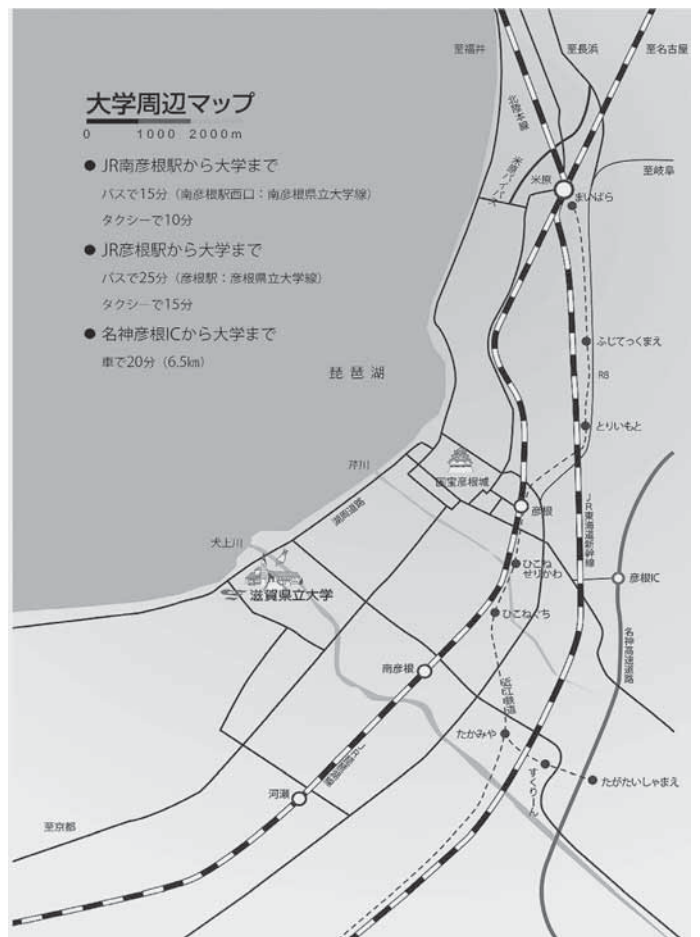 大学周辺マップ
0 1000 2000m
● JR南彦根駅から大学まで
バスで15分（南彦根駅西口：南彦根県立大学線）
タクシーで10分
● JR彦根駅から大学まで
バスで25分（彦根駅：彦根県立大学線）
タクシーで15分
● 名神彦根ICから大学まで
車で20分（6.5km）
至福井
至長浜
至名古屋
北陸本線
米原バイパス
米原
まいばら
至岐阜
ふじてっくまえ
R8
とりいもと
琵琶湖
芹川
国宝彦根城
湖周道路
彦根
JR東海道新幹線
犬上川
滋賀県立大学
ひこね
せりかわ
彦根IC
ひこねぐち
名神高速道路
南彦根
近江鉄道
たかみや
すくりーん
たがたいしゃまえ
河瀬
至京都